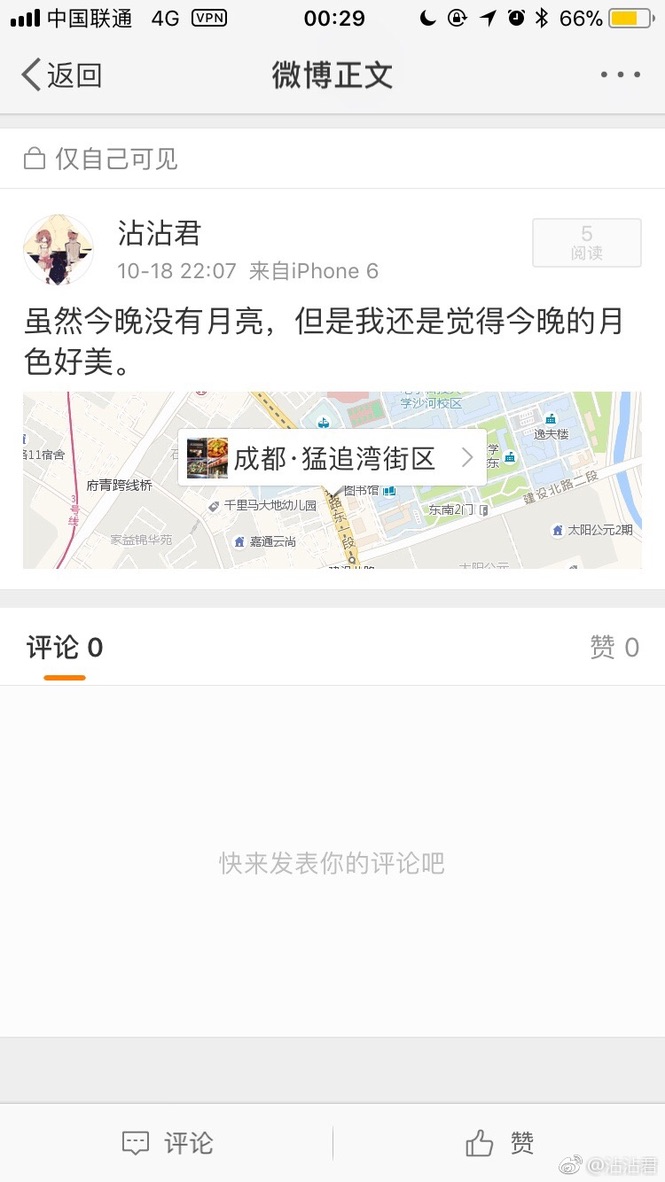 中国联通 4G VPN 00:29 66%
返回 微博正文
仅自己可见
沾沾君
10-18 22:07 来自iPhone 6
5
阅读
虽然今晚没有月亮，但是我还是觉得今晚的月
色好美。
学沙河校区
逸夫楼
11宿舍
成都·猛追湾街区
府青跨线桥
3号线
图书馆
千里马大地幼儿园
东南2门
建设北路二段
家益锦华苑
嘉通云尚
太阳公元2期
太阳公元
评论 0 赞 0
快来发表你的评论吧
评论 赞
@沾沾君